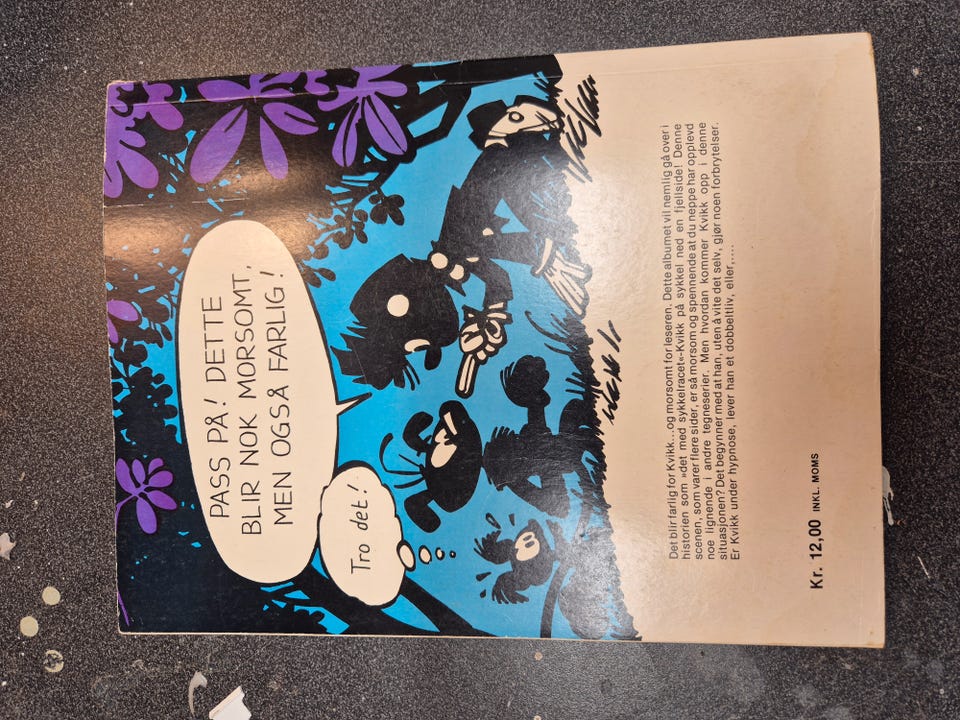 PASS PÅ! DETTE
BLIR NOK MORSOMT,
MEN OGSÅ FARLIG!
Tro det!
Det blir farlig for Kvikk...og morsomt for leseren. Dette albumet vil nemlig gå over i
historien som »det med sykkelracet«-Kvikk på sykkel ned en fjellside! Denne
scenen, som varer flere sider, er så morsom og spennende at du neppe har opplevd
noe lignende i andre tegneserier. Men hvordan kommer Kvikk opp i denne
situasjonen? Det begynner med at han, uten å vite det selv, gjør noen forbrytelser.
Er Kvikk under hypnose, lever han et dobbeltliv, eller,....
Kr. 12,00 INKL. MOMS